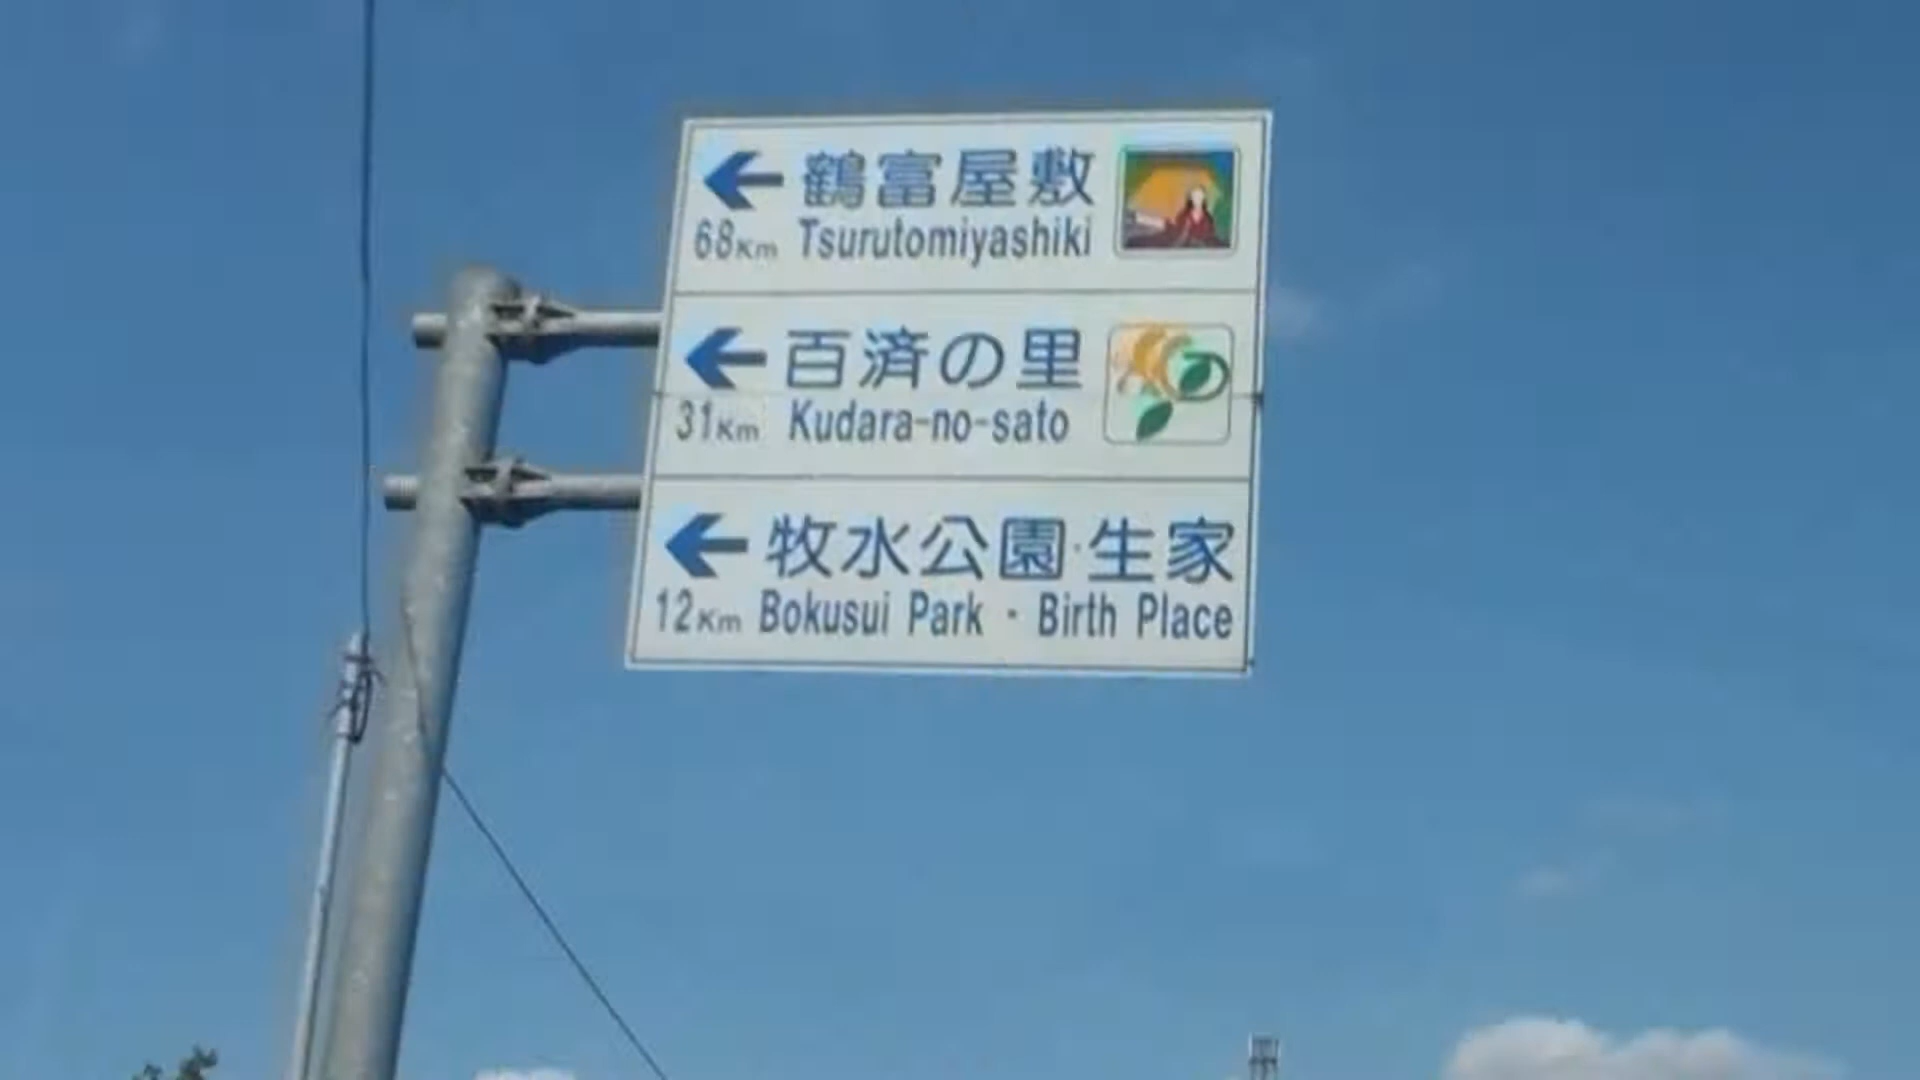 鶴富屋敷
68Km Tsurutomiyashiki
百済の里
31Km Kudara-no-sato
牧水公園·生家
12Km Bokusui Park · Birth Place